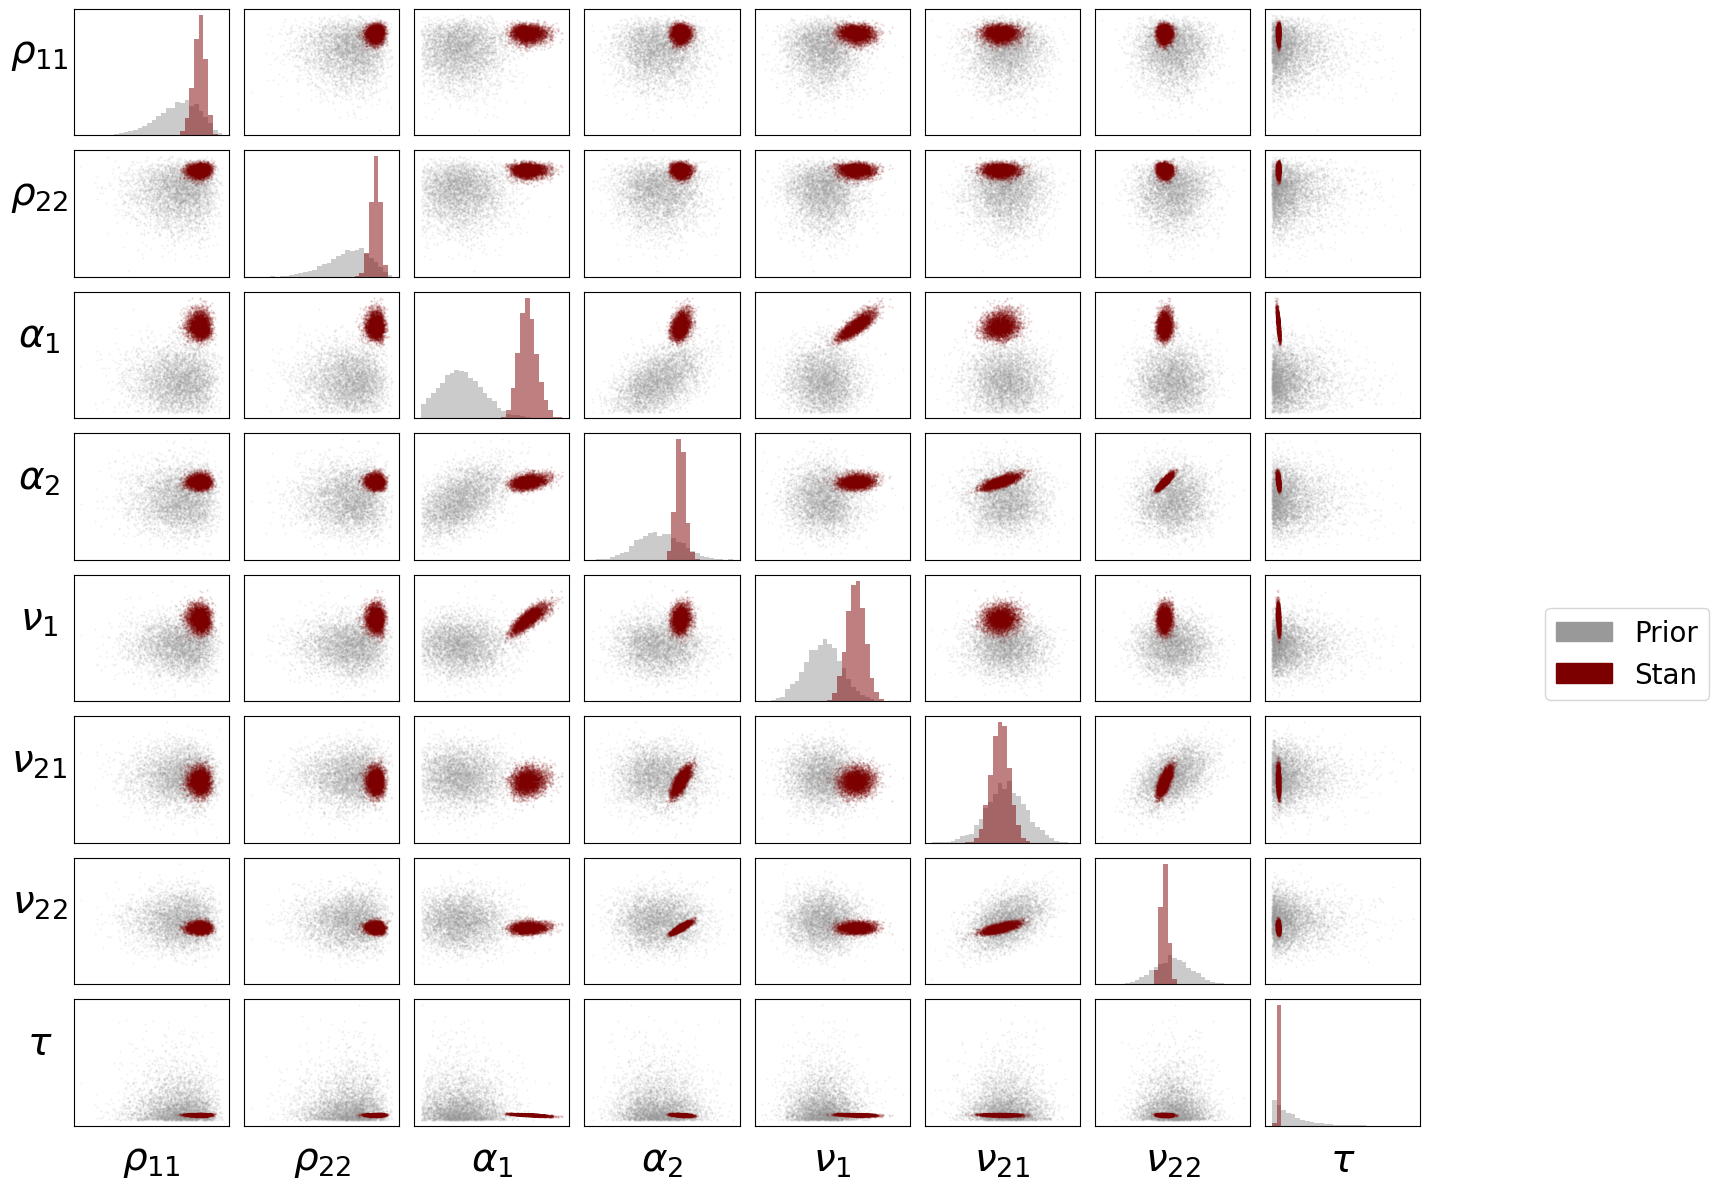 ρ₁₁
ρ₂₂
α₁
α₂
ν₁
ν₂₁
ν₂₂
τ
Prior
Stan
ρ₁₁ ρ₂₂ α₁ α₂ ν₁ ν₂₁ ν₂₂ τ